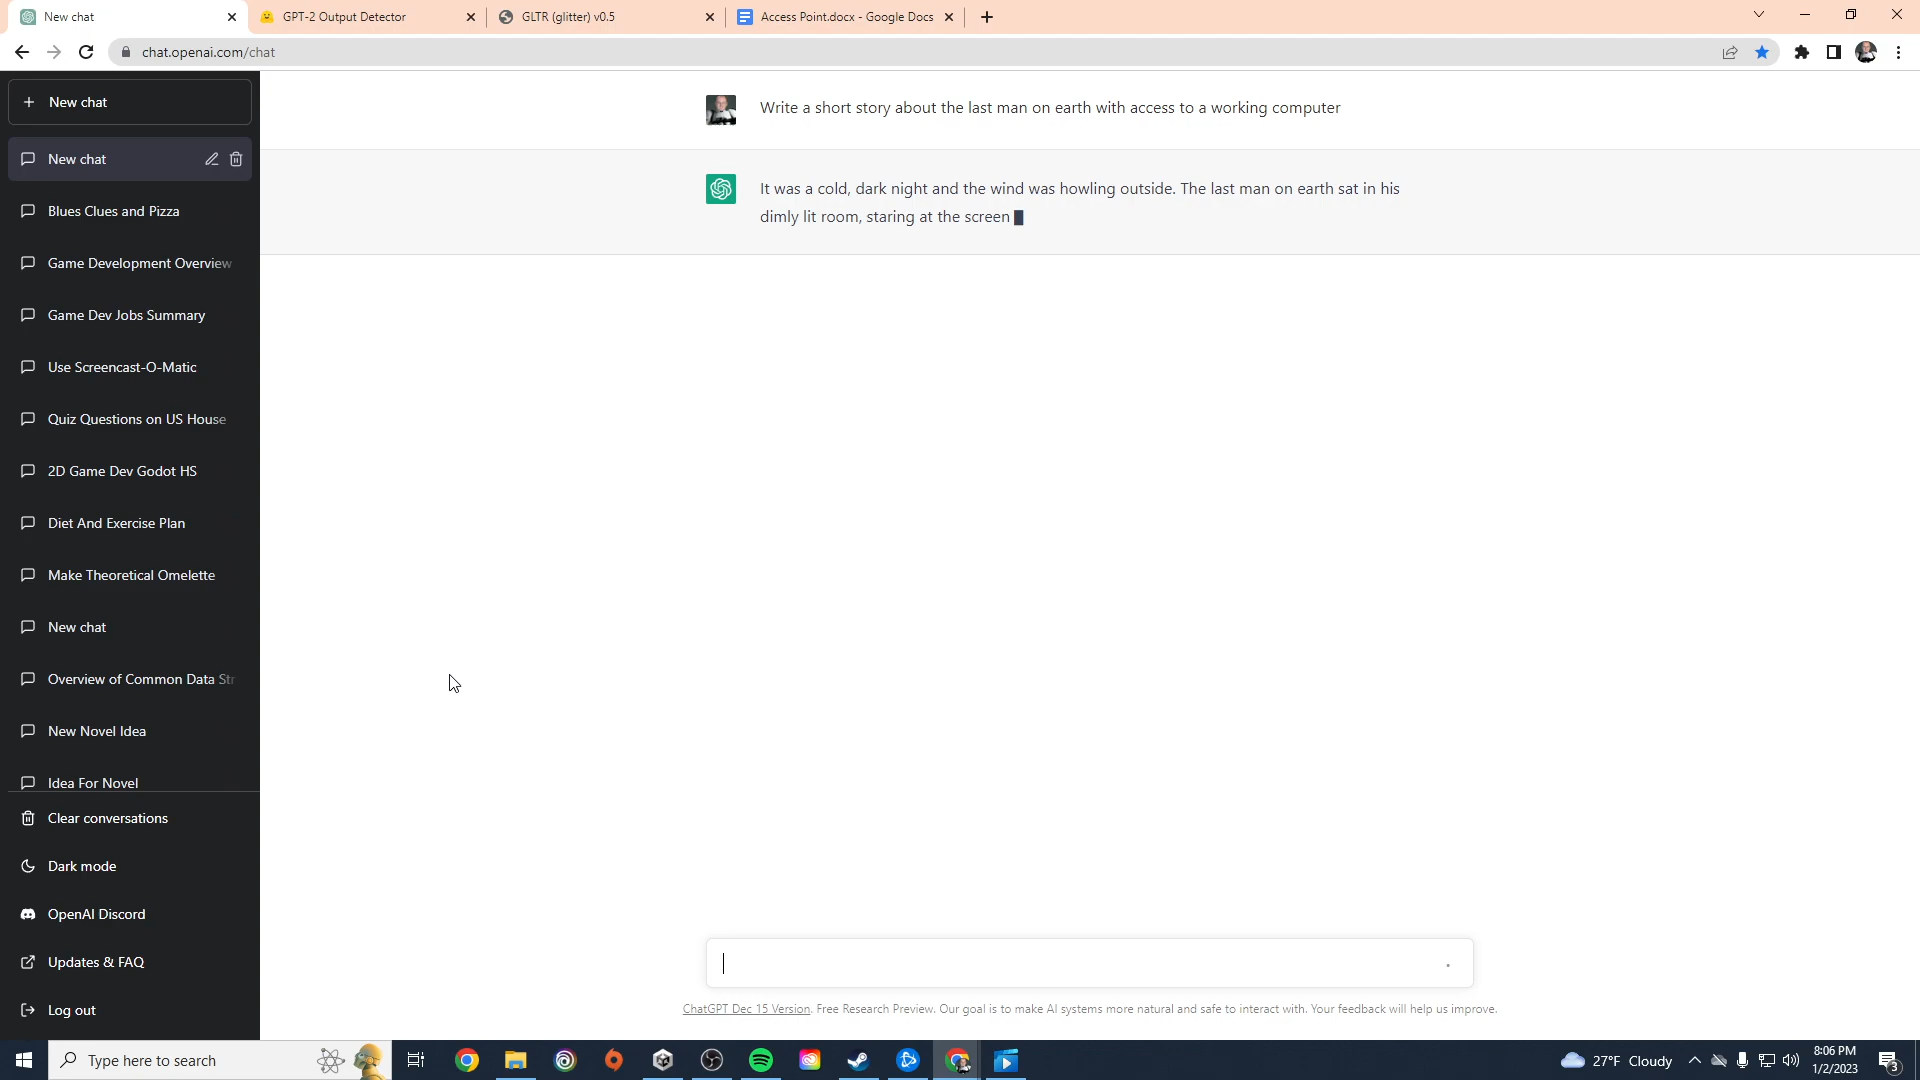 New chat
GPT-2 Output Detector
GLTR (glitter) v0.5
Access Point.docx - Google Docs
chat.openai.com/chat
New chat
New chat
Blues Clues and Pizza
Game Development Overview
Game Dev Jobs Summary
Use Screencast-O-Matic
Quiz Questions on US House
2D Game Dev Godot HS
Diet And Exercise Plan
Make Theoretical Omelette
New chat
Overview of Common Data Str
New Novel Idea
Idea For Novel
Clear conversations
Dark mode
OpenAI Discord
Updates & FAQ
Log out
Write a short story about the last man on earth with access to a working computer
It was a cold, dark night and the wind was howling outside. The last man on earth sat in his
dimly lit room, staring at the screen
ChatGPT Dec 15 Version. Free Research Preview. Our goal is to make AI systems more natural and safe to interact with. Your feedback will help us improve.
Type here to search
27°F Cloudy
8:06 PM
1/2/2023
3